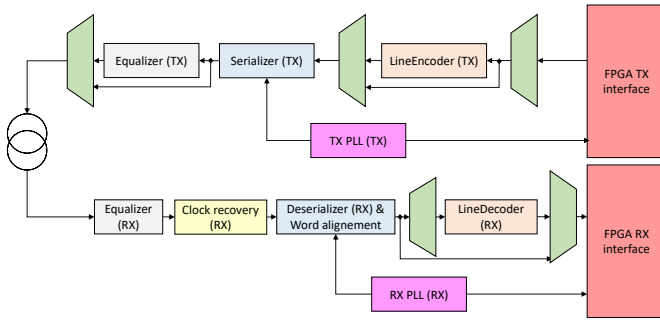 Equalizer (TX)
Serializer (TX)
LineEncoder (TX)
FPGA TX
interface
TX PLL (TX)
Equalizer
(RX)
Clock recovery
(RX)
Deserializer (RX) &
Word alignement
LineDecoder
(RX)
FPGA RX
interface
RX PLL (RX)